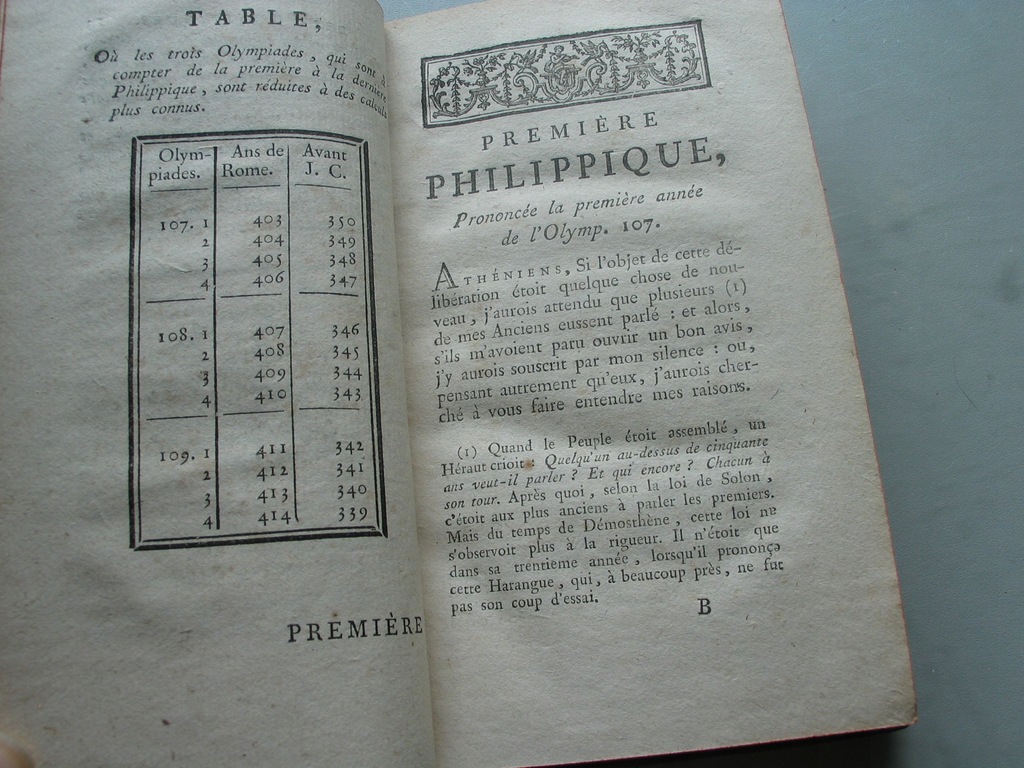 TABLE,
Où les trois Olympiades, qui sont à
compter de la première à la dernière
Philippique, sont réduites à des calculs
plus connus.
Olym-piades. Ans de Rome. Avant J. C.
107. 1 403 350
2 404 349
3 405 348
4 406 347
108. 1 407 346
2 408 345
3 409 344
4 410 343
109. 1 411 342
2 412 341
3 413 340
4 414 339
PREMIÈRE
PREMIÈRE
PHILIPPIQUE,
Prononcée la première année
de l'Olymp. 107.
ATHÉNIENS, Si l'objet de cette dé-
libération étoit quelque chose de nou-
veau, j'aurois attendu que plusieurs (1)
de mes Anciens eussent parlé : et alors,
s'ils m'avoient paru ouvrir un bon avis,
j'y aurois souscrit par mon silence : ou,
pensant autrement qu'eux, j'aurois cher-
ché à vous faire entendre mes raisons.
(1) Quand le Peuple étoit assemblé, un
Héraut crioit : Quelqu'un au-dessus de cinquante
ans veut-il parler ? Et qui encore ? Chacun à
son tour. Après quoi, selon la loi de Solon,
c'étoit aux plus anciens à parler les premiers.
Mais du temps de Démosthène, cette loi ne
s'observoit plus à la rigueur. Il n'étoit que
dans sa trentieme année, lorsqu'il prononça
cette Harangue, qui, à beaucoup près, ne fut
pas son coup d'essai.
B